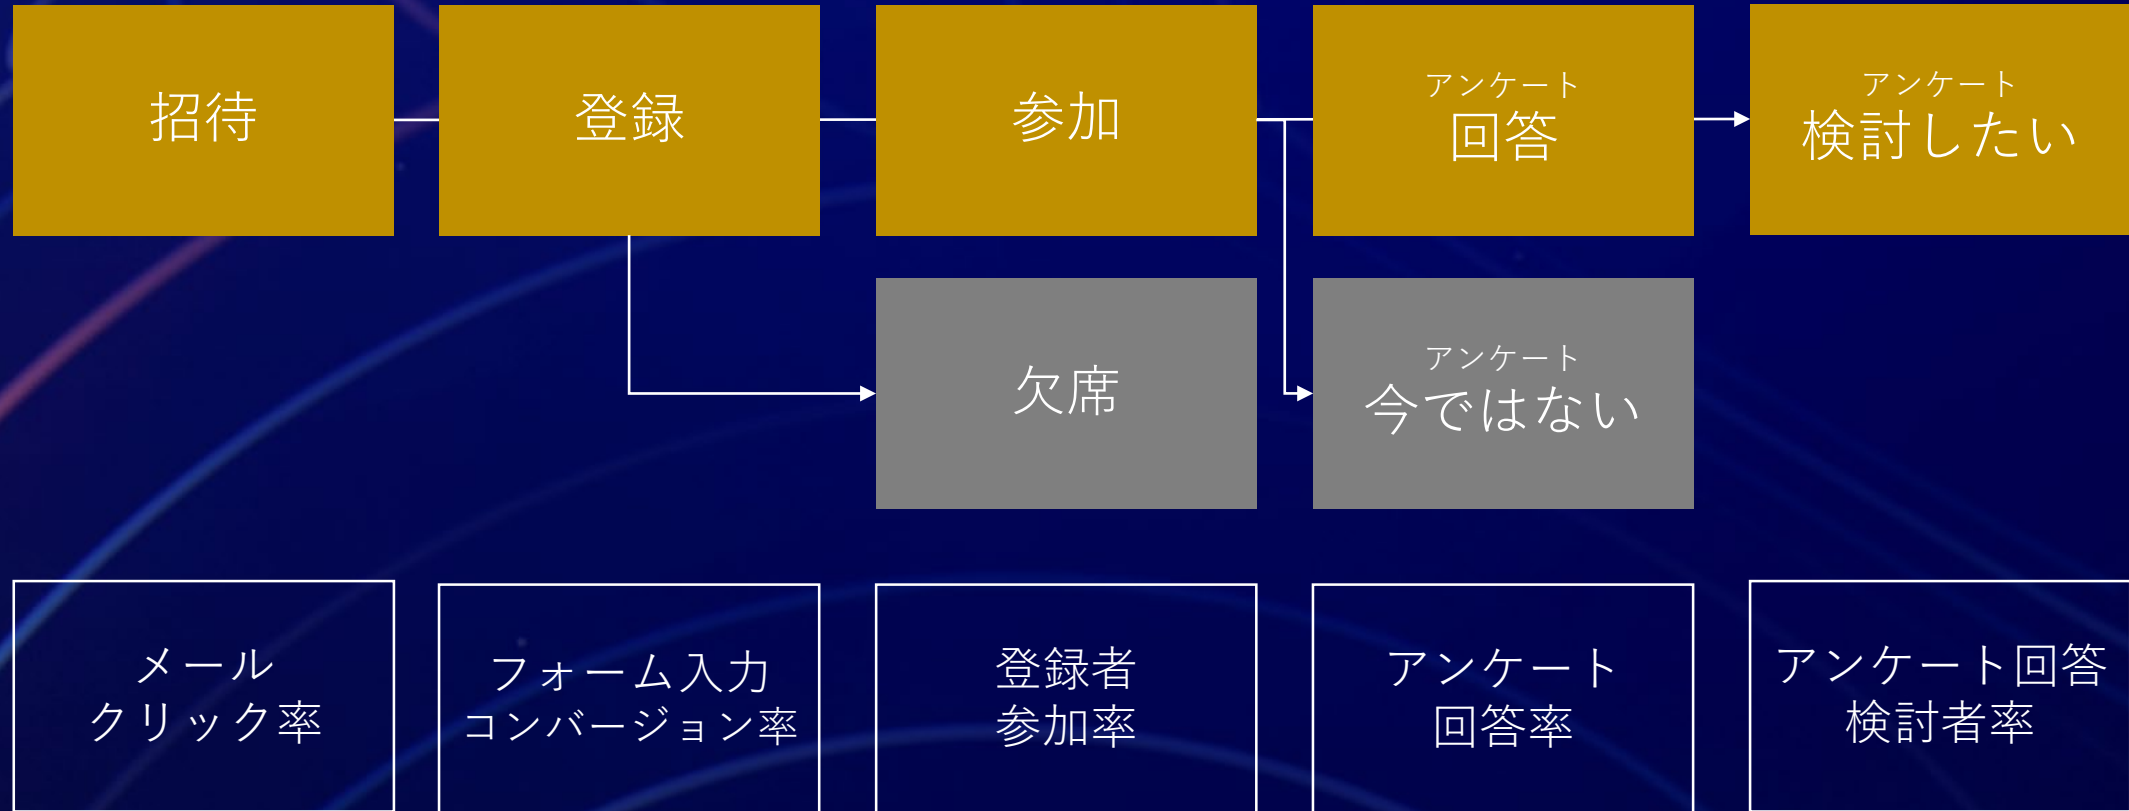 招待
登録
参加
アンケート
回答
アンケート
検討したい
欠席
アンケート
今ではない
メール
クリック率
フォーム入力
コンバージョン率
登録者
参加率
アンケート
回答率
アンケート回答
検討者率